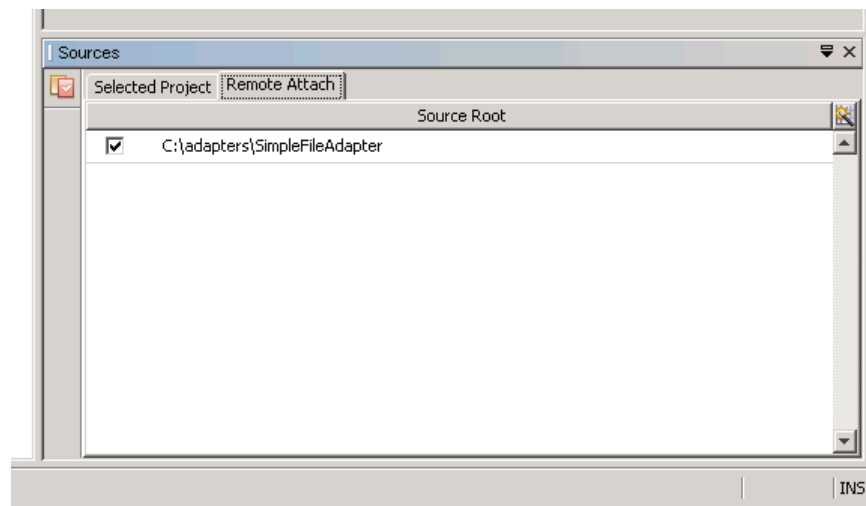 Sources
Selected Project Remote Attach
Source Root
C:\adapters\SimpleFileAdapter
INS